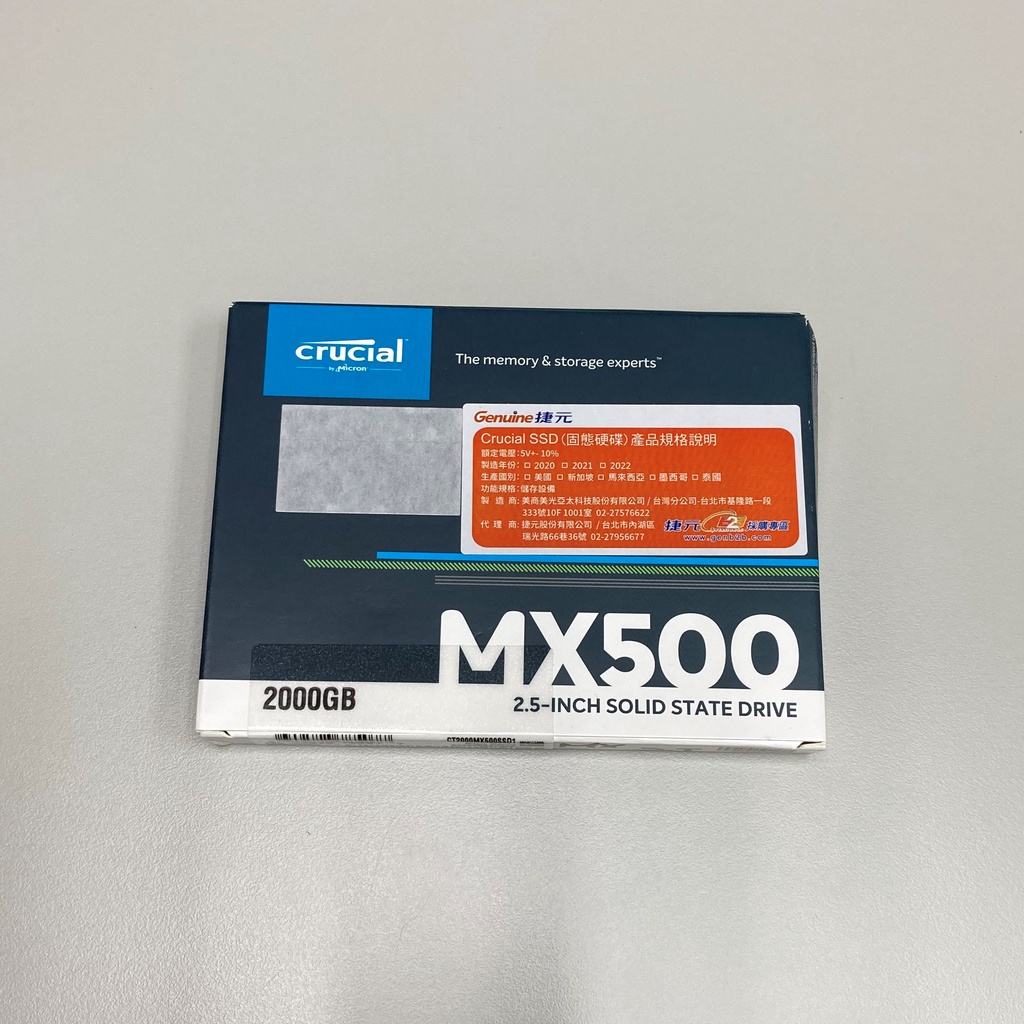 crucial
by Micron
The memory & storage experts™
Genuine捷元
Crucial SSD(固態硬碟)產品規格說明
額定電壓:5V+- 10%
製造年份: □ 2020 □ 2021 □ 2022
生產國別: □ 美國 □ 新加坡 □ 馬來西亞 □ 墨西哥 □ 泰國
功能規格: 儲存設備
製 造 商: 美商美光亞太科技股份有限公司 / 台灣分公司-台北市基隆路一段
333號10F 1001室 02-27576622
代 理 商: 捷元股份有限公司 / 台北市內湖區
瑞光路66巷36號 02-27956677
捷元 B2B 採購專區
www.genb2b.com
MX500
2000GB
2.5-INCH SOLID STATE DRIVE
CT2000MX500SSD1